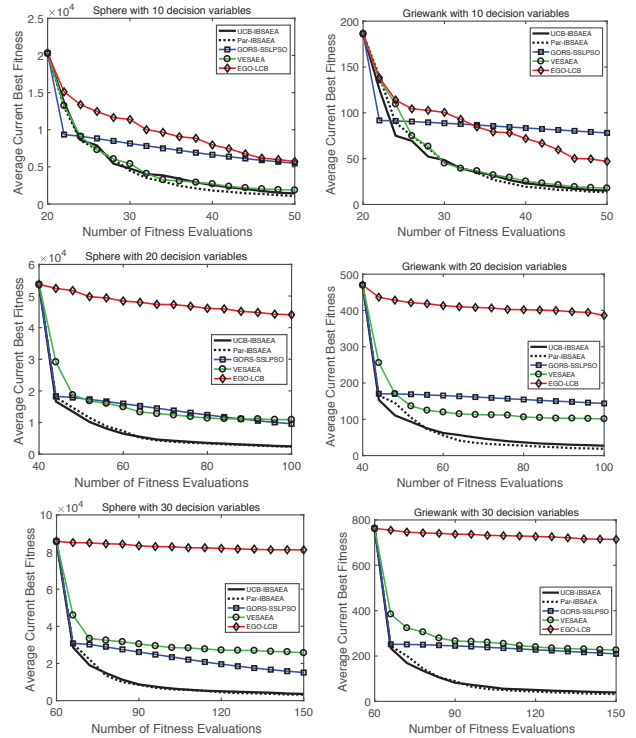 Sphere with 10 decision variables
×10⁴
2.5
2
1.5
1
0.5
0
20
30
40
50
Average Current Best Fitness
Number of Fitness Evaluations
UCB-IBSAEA
Par-IBSAEA
GORS-SSLPSO
VESAEA
EGO-LCB
Griewank with 10 decision variables
200
150
100
50
0
20
30
40
50
Average Current Best Fitness
Number of Fitness Evaluations
UCB-IBSAEA
Par-IBSAEA
GORS-SSLPSO
VESAEA
EGO-LCB
Sphere with 20 decision variables
×10⁴
6
5
4
3
2
1
0
40
60
80
100
Average Current Best Fitness
Number of Fitness Evaluations
UCB-IBSAEA
Par-IBSAEA
GORS-SSLPSO
VESAEA
EGO-LCB
Griewank with 20 decision variables
500
400
300
200
100
0
40
60
80
100
Average Current Best Fitness
Number of Fitness Evaluations
UCB-IBSAEA
Par-IBSAEA
GORS-SSLPSO
VESAEA
EGO-LCB
Sphere with 30 decision variables
×10⁴
10
8
6
4
2
0
60
90
120
150
Average Current Best Fitness
Number of Fitness Evaluations
UCB-IBSAEA
Par-IBSAEA
GORS-SSLPSO
VESAEA
EGO-LCB
Griewank with 30 decision variables
800
600
400
200
0
60
90
120
150
Average Current Best Fitness
Number of Fitness Evaluations
UCB-IBSAEA
Par-IBSAEA
GORS-SSLPSO
VESAEA
EGO-LCB